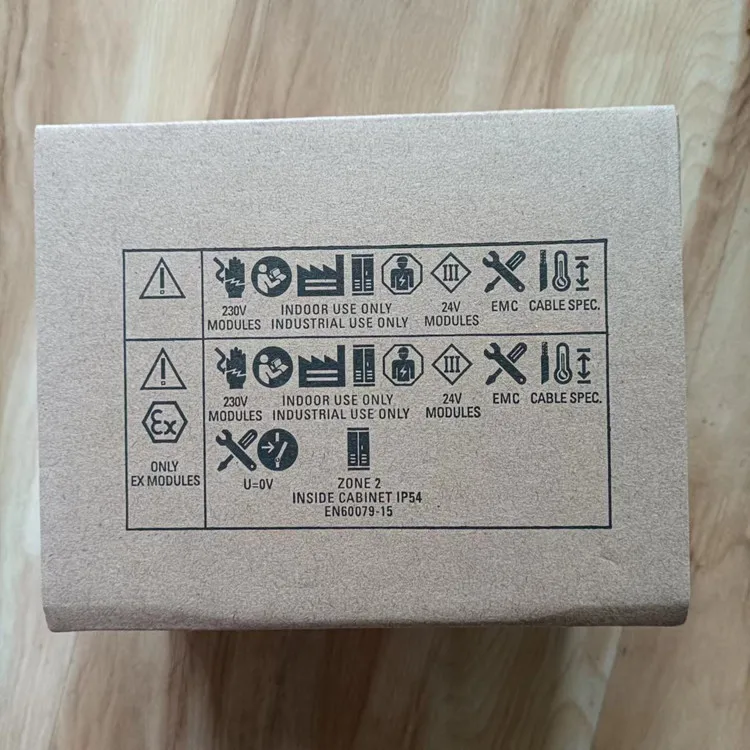 230V
MODULES
INDOOR USE ONLY
INDUSTRIAL USE ONLY
III
24V
MODULES
EMC
CABLE SPEC.
Ex
ONLY
EX MODULES
230V
MODULES
INDOOR USE ONLY
INDUSTRIAL USE ONLY
III
24V
MODULES
EMC
CABLE SPEC.
U=0V
ZONE 2
INSIDE CABINET IP54
EN60079-15